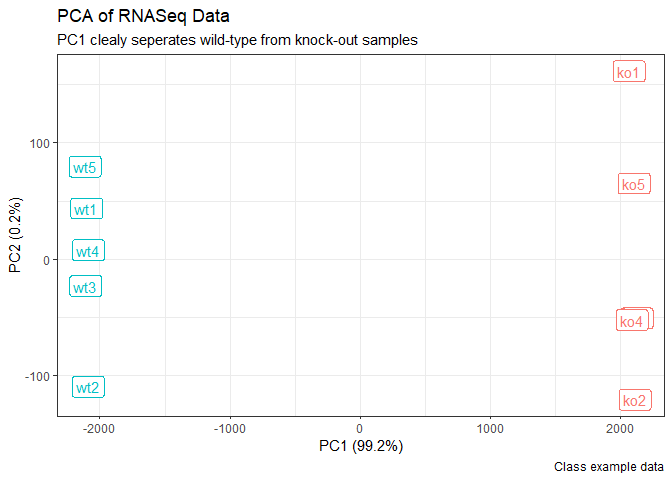 PCA of RNASeq Data
PC1 clealy seperates wild-type from knock-out samples
ko1
100
wt5
ko5
wt1
PC2 (0.2%)
wt4
0
wt3
ko4
-100
wt2
ko2
-2000
-1000
0
1000
2000
PC1 (99.2%)
Class example data